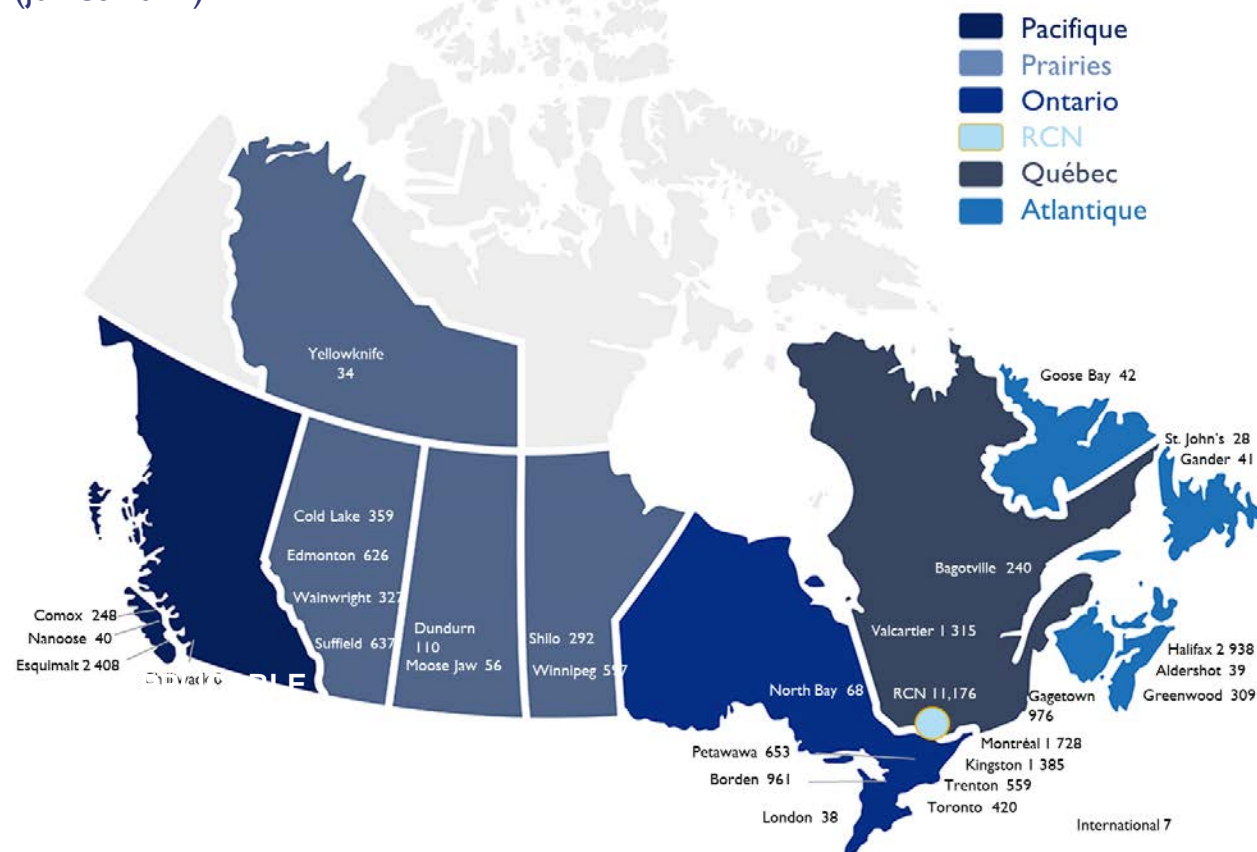 Pacifique
Prairies
Ontario
RCN
Québec
Atlantique
Yellowknife
34
Goose Bay 42
St. John's 28
Gander 41
Cold Lake 359
Edmonton 626
Wainwright 327
Suffield 637
Dundurn
110
Moose Jaw 56
Shilo 292
Winnipeg 597
Comox 248
Nanoose 40
Esquimalt 2 408
Bagotville 240
Valcartier 1 315
RCN 11,176
North Bay 68
Halifax 2 938
Aldershot 39
Greenwood 309
Gagetown
976
Montréal 1 728
Kingston 1 385
Trenton 559
Toronto 420
Petawawa 653
Borden 961
London 38
International 7